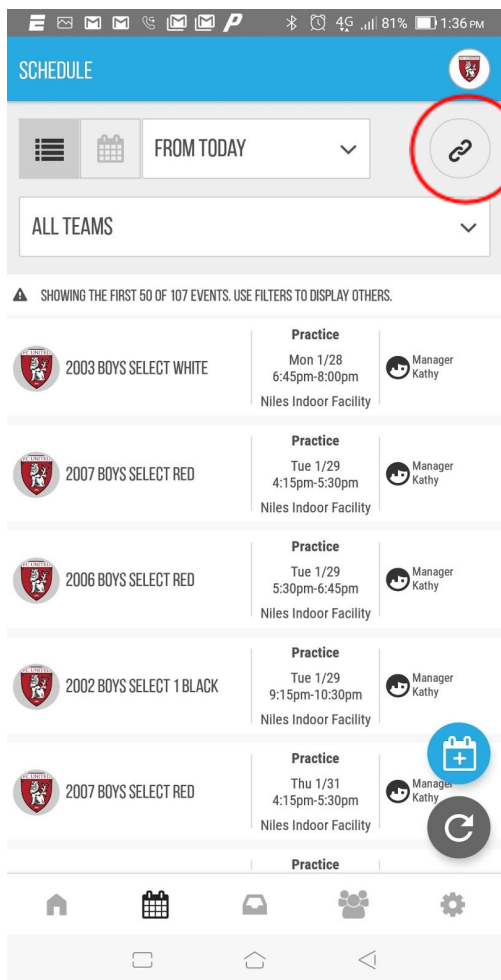 4G 81% 1:36 PM
SCHEDULE
FROM TODAY
ALL TEAMS
SHOWING THE FIRST 50 OF 107 EVENTS. USE FILTERS TO DISPLAY OTHERS.
2003 BOYS SELECT WHITE
Practice
Mon 1/28
6:45pm-8:00pm
Niles Indoor Facility
Manager
Kathy
2007 BOYS SELECT RED
Practice
Tue 1/29
4:15pm-5:30pm
Niles Indoor Facility
Manager
Kathy
2006 BOYS SELECT RED
Practice
Tue 1/29
5:30pm-6:45pm
Niles Indoor Facility
Manager
Kathy
2002 BOYS SELECT 1 BLACK
Practice
Tue 1/29
9:15pm-10:30pm
Niles Indoor Facility
Manager
Kathy
2007 BOYS SELECT RED
Practice
Thu 1/31
4:15pm-5:30pm
Niles Indoor Facility
Manager
Kathy
Practice